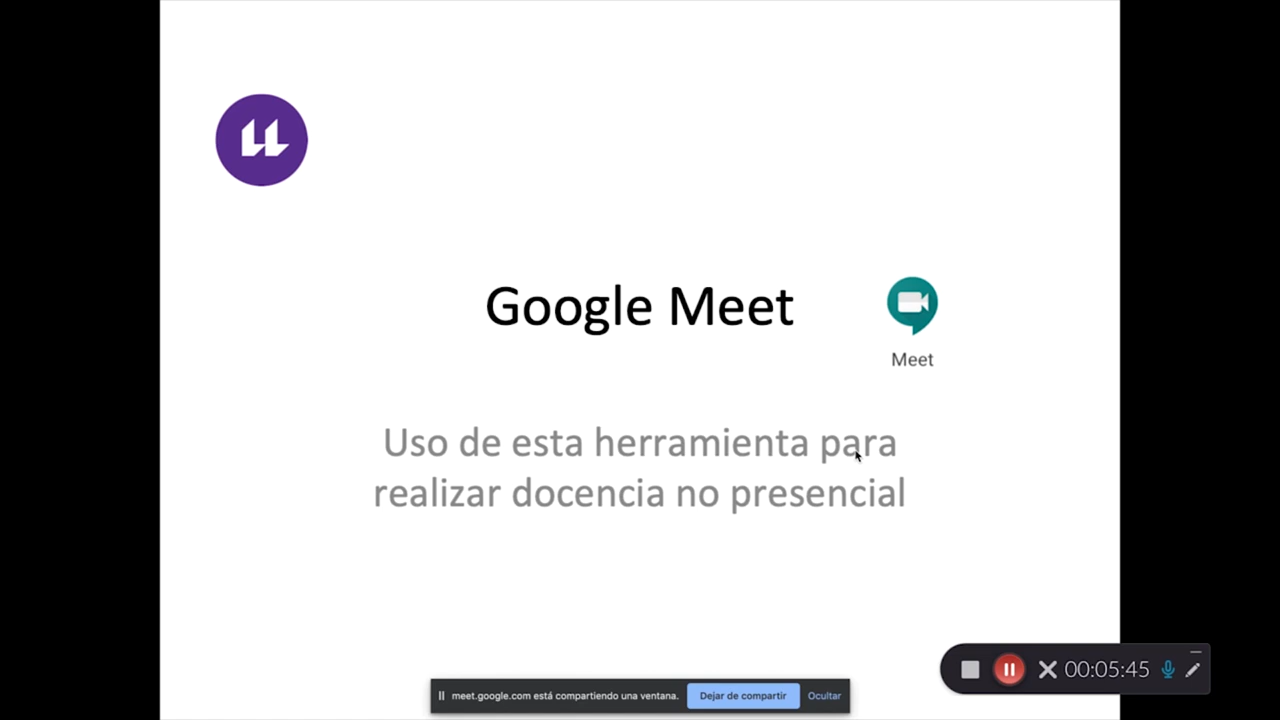 Google Meet
Meet
Uso de esta herramienta para
realizar docencia no presencial
00:05:45
meet.google.com está compartiendo una ventana. Dejar de compartir Ocultar